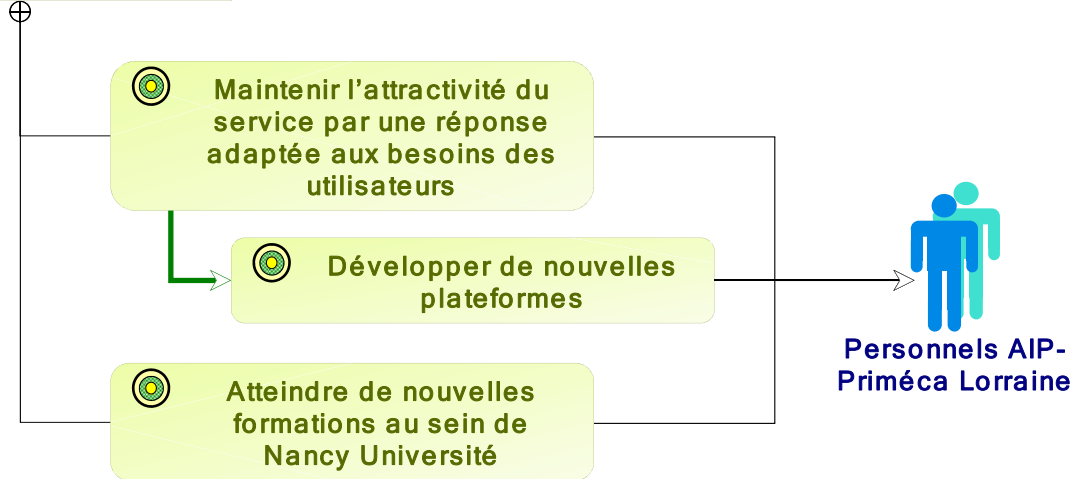 Maintenir l’attractivité du
service par une réponse
adaptée aux besoins des
utilisateurs
Développer de nouvelles
plateformes
Personnels AIP-
Priméca Lorraine
Atteindre de nouvelles
formations au sein de
Nancy Université